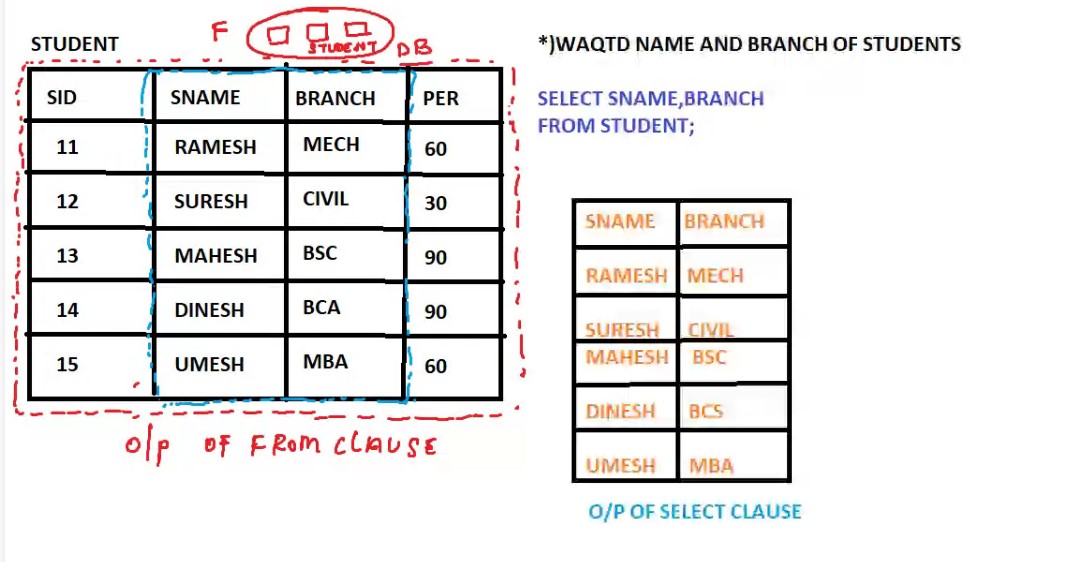 F
STUDENT
DB
STUDENT
SID SNAME BRANCH PER
11 RAMESH MECH 60
12 SURESH CIVIL 30
13 MAHESH BSC 90
14 DINESH BCA 90
15 UMESH MBA 60
O/P OF FROM CLAUSE
*)WAQTD NAME AND BRANCH OF STUDENTS
SELECT SNAME,BRANCH
FROM STUDENT;
SNAME BRANCH
RAMESH MECH
SURESH CIVIL
MAHESH BSC
DINESH BCS
UMESH MBA
O/P OF SELECT CLAUSE